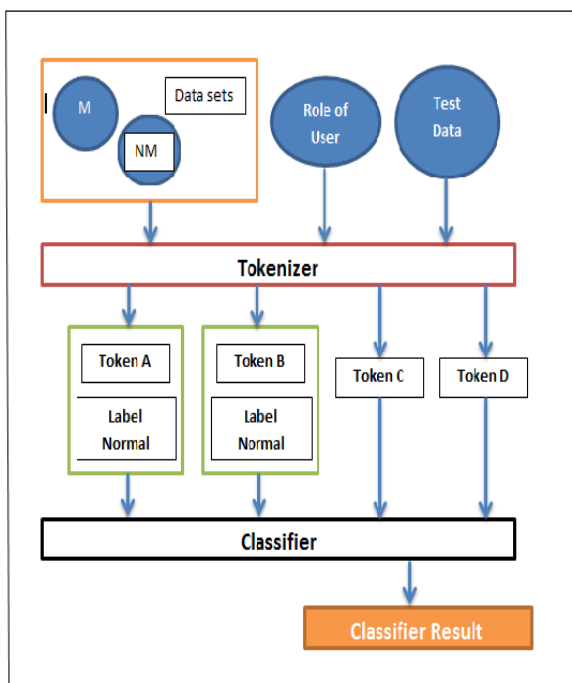 M
Data sets
NM
Role of
User
Test
Data
Tokenizer
Token A
Label
Normal
Token B
Label
Normal
Token C
Token D
Classifier
Classifier Result